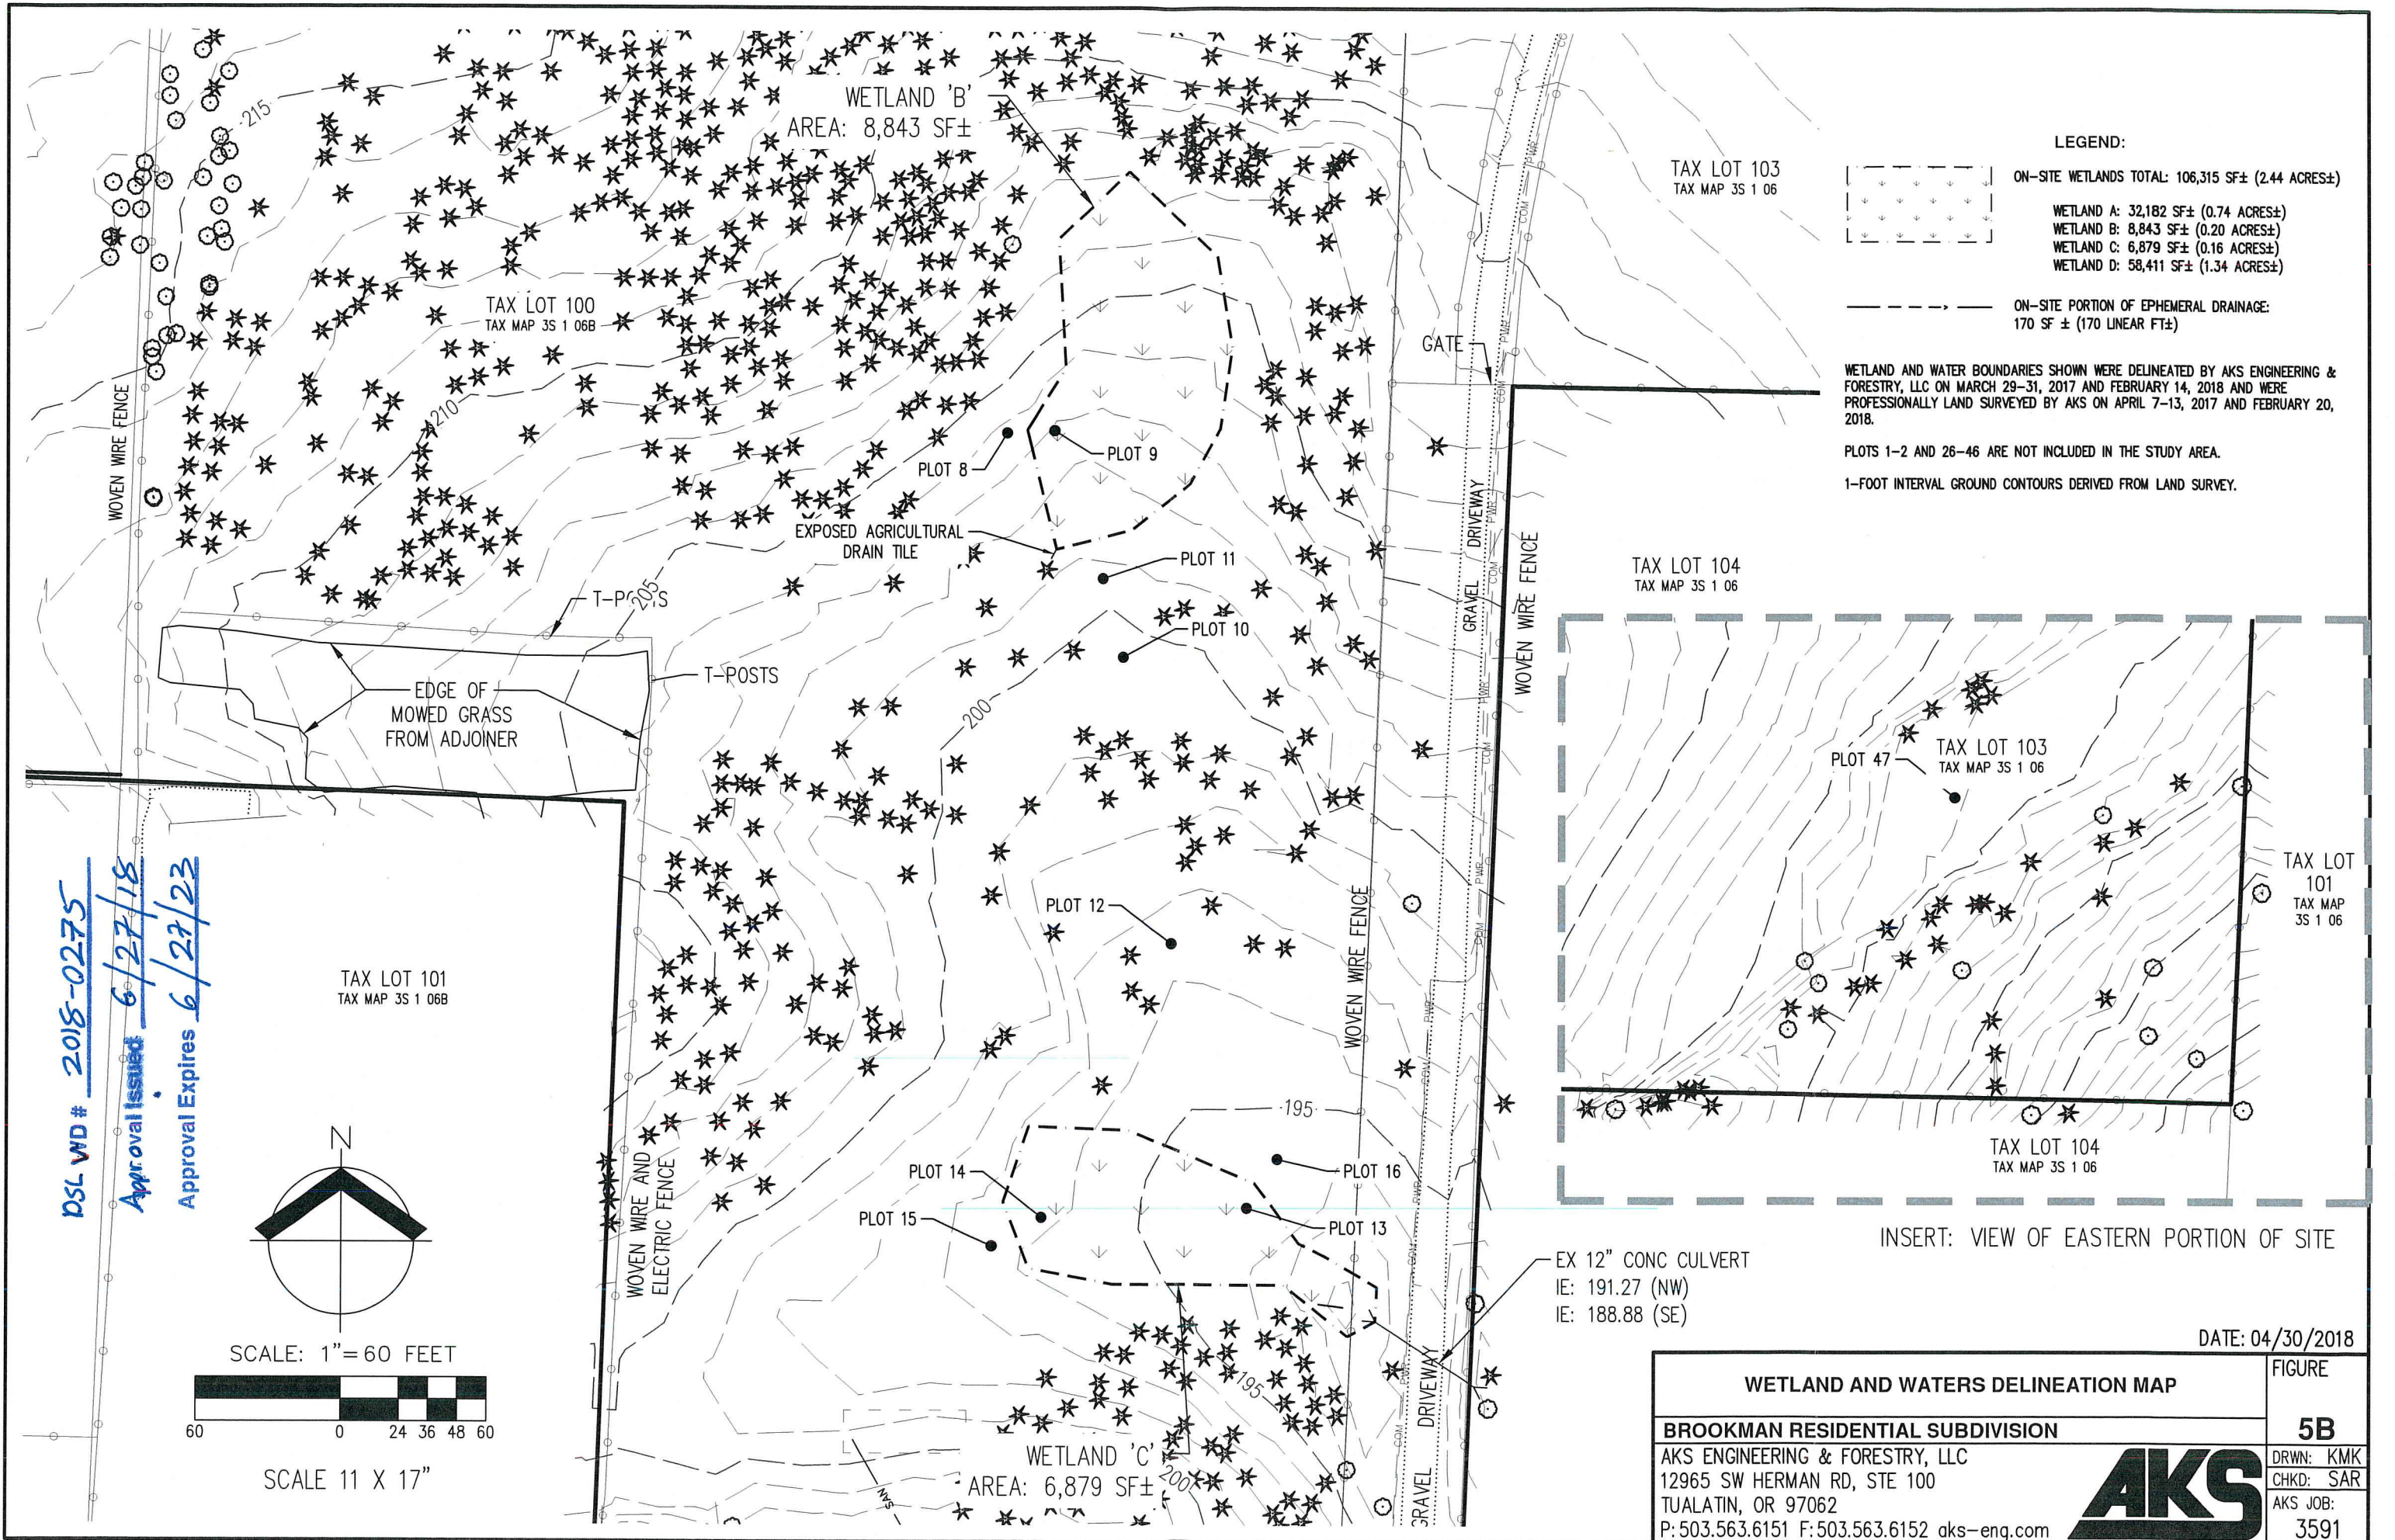 WETLAND 'B'
AREA: 8,843 SF±
215
TAX LOT 100
TAX MAP 3S 1 06B
210
WOVEN WIRE FENCE
PLOT 8
PLOT 9
EXPOSED AGRICULTURAL
DRAIN TILE
PLOT 11
PLOT 10
T-POSTS
205
T-POSTS
EDGE OF
MOWED GRASS
FROM ADJOINER
200
GATE
GRAVEL DRIVEWAY
WOVEN WIRE FENCE
COM
PWR
TAX LOT 103
TAX MAP 3S 1 06
LEGEND:
ON-SITE WETLANDS TOTAL: 106,315 SF± (2.44 ACRES±)
WETLAND A: 32,182 SF± (0.74 ACRES±)
WETLAND B: 8,843 SF± (0.20 ACRES±)
WETLAND C: 6,879 SF± (0.16 ACRES±)
WETLAND D: 58,411 SF± (1.34 ACRES±)
ON-SITE PORTION OF EPHEMERAL DRAINAGE:
170 SF ± (170 LINEAR FT±)
WETLAND AND WATER BOUNDARIES SHOWN WERE DELINEATED BY AKS ENGINEERING &
FORESTRY, LLC ON MARCH 29-31, 2017 AND FEBRUARY 14, 2018 AND WERE
PROFESSIONALLY LAND SURVEYED BY AKS ON APRIL 7-13, 2017 AND FEBRUARY 20,
2018.
PLOTS 1-2 AND 26-46 ARE NOT INCLUDED IN THE STUDY AREA.
1-FOOT INTERVAL GROUND CONTOURS DERIVED FROM LAND SURVEY.
TAX LOT 104
TAX MAP 3S 1 06
PLOT 47
TAX LOT 103
TAX MAP 3S 1 06
TAX LOT
101
TAX MAP
3S 1 06
TAX LOT 104
TAX MAP 3S 1 06
INSERT: VIEW OF EASTERN PORTION OF SITE
DSL WD # 2018-0275
Approval Issued 6/27/18
Approval Expires 6/27/23
TAX LOT 101
TAX MAP 3S 1 06B
PLOT 12
WOVEN WIRE FENCE
195
PLOT 14
PLOT 15
PLOT 16
PLOT 13
WOVEN WIRE AND
ELECTRIC FENCE
EX 12" CONC CULVERT
IE: 191.27 (NW)
IE: 188.88 (SE)
N
SCALE: 1"=60 FEET
60 0 24 36 48 60
SCALE 11 X 17"
SAN
195
200
WETLAND 'C'
AREA: 6,879 SF±
GRAVEL DRIVEWAY
DATE: 04/30/2018
WETLAND AND WATERS DELINEATION MAP
FIGURE
5B
BROOKMAN RESIDENTIAL SUBDIVISION
AKS ENGINEERING & FORESTRY, LLC
12965 SW HERMAN RD, STE 100
TUALATIN, OR 97062
P: 503.563.6151 F: 503.563.6152 aks-eng.com
AKS
DRWN: KMK
CHKD: SAR
AKS JOB:
3591